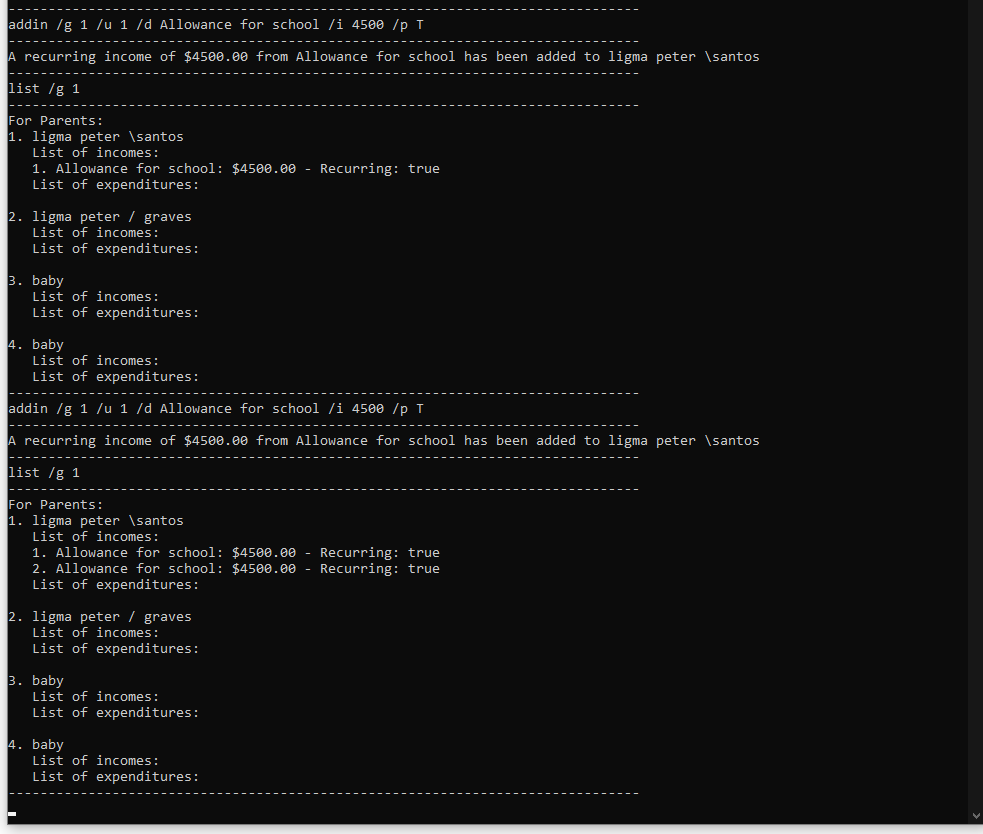 -------------------------------------------------------------------------------
addin /g 1 /u 1 /d Allowance for school /i 4500 /p T
-------------------------------------------------------------------------------
A recurring income of $4500.00 from Allowance for school has been added to ligma peter \santos
-------------------------------------------------------------------------------
list /g 1
-------------------------------------------------------------------------------
For Parents:
1. ligma peter \santos
   List of incomes:
   1. Allowance for school: $4500.00 - Recurring: true
   List of expenditures:

2. ligma peter / graves
   List of incomes:
   List of expenditures:

3. baby
   List of incomes:
   List of expenditures:

4. baby
   List of incomes:
   List of expenditures:
-------------------------------------------------------------------------------
addin /g 1 /u 1 /d Allowance for school /i 4500 /p T
-------------------------------------------------------------------------------
A recurring income of $4500.00 from Allowance for school has been added to ligma peter \santos
-------------------------------------------------------------------------------
list /g 1
-------------------------------------------------------------------------------
For Parents:
1. ligma peter \santos
   List of incomes:
   1. Allowance for school: $4500.00 - Recurring: true
   2. Allowance for school: $4500.00 - Recurring: true
   List of expenditures:

2. ligma peter / graves
   List of incomes:
   List of expenditures:

3. baby
   List of incomes:
   List of expenditures:

4. baby
   List of incomes:
   List of expenditures:
-------------------------------------------------------------------------------